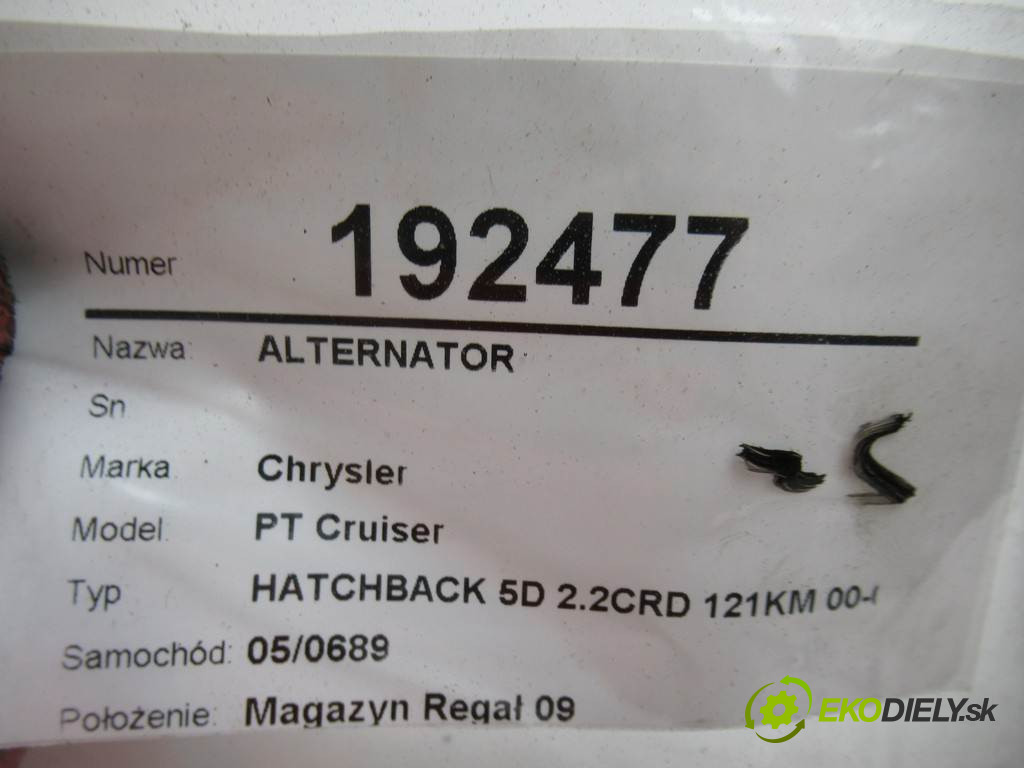 Numer 192477
Nazwa: ALTERNATOR
Sn
Marka Chrysler
Model: PT Cruiser
Typ HATCHBACK 5D 2.2CRD 121KM 00-
Samochód: 05/0689
Położenie: Magazyn Regał 09
EKODIELY.sk